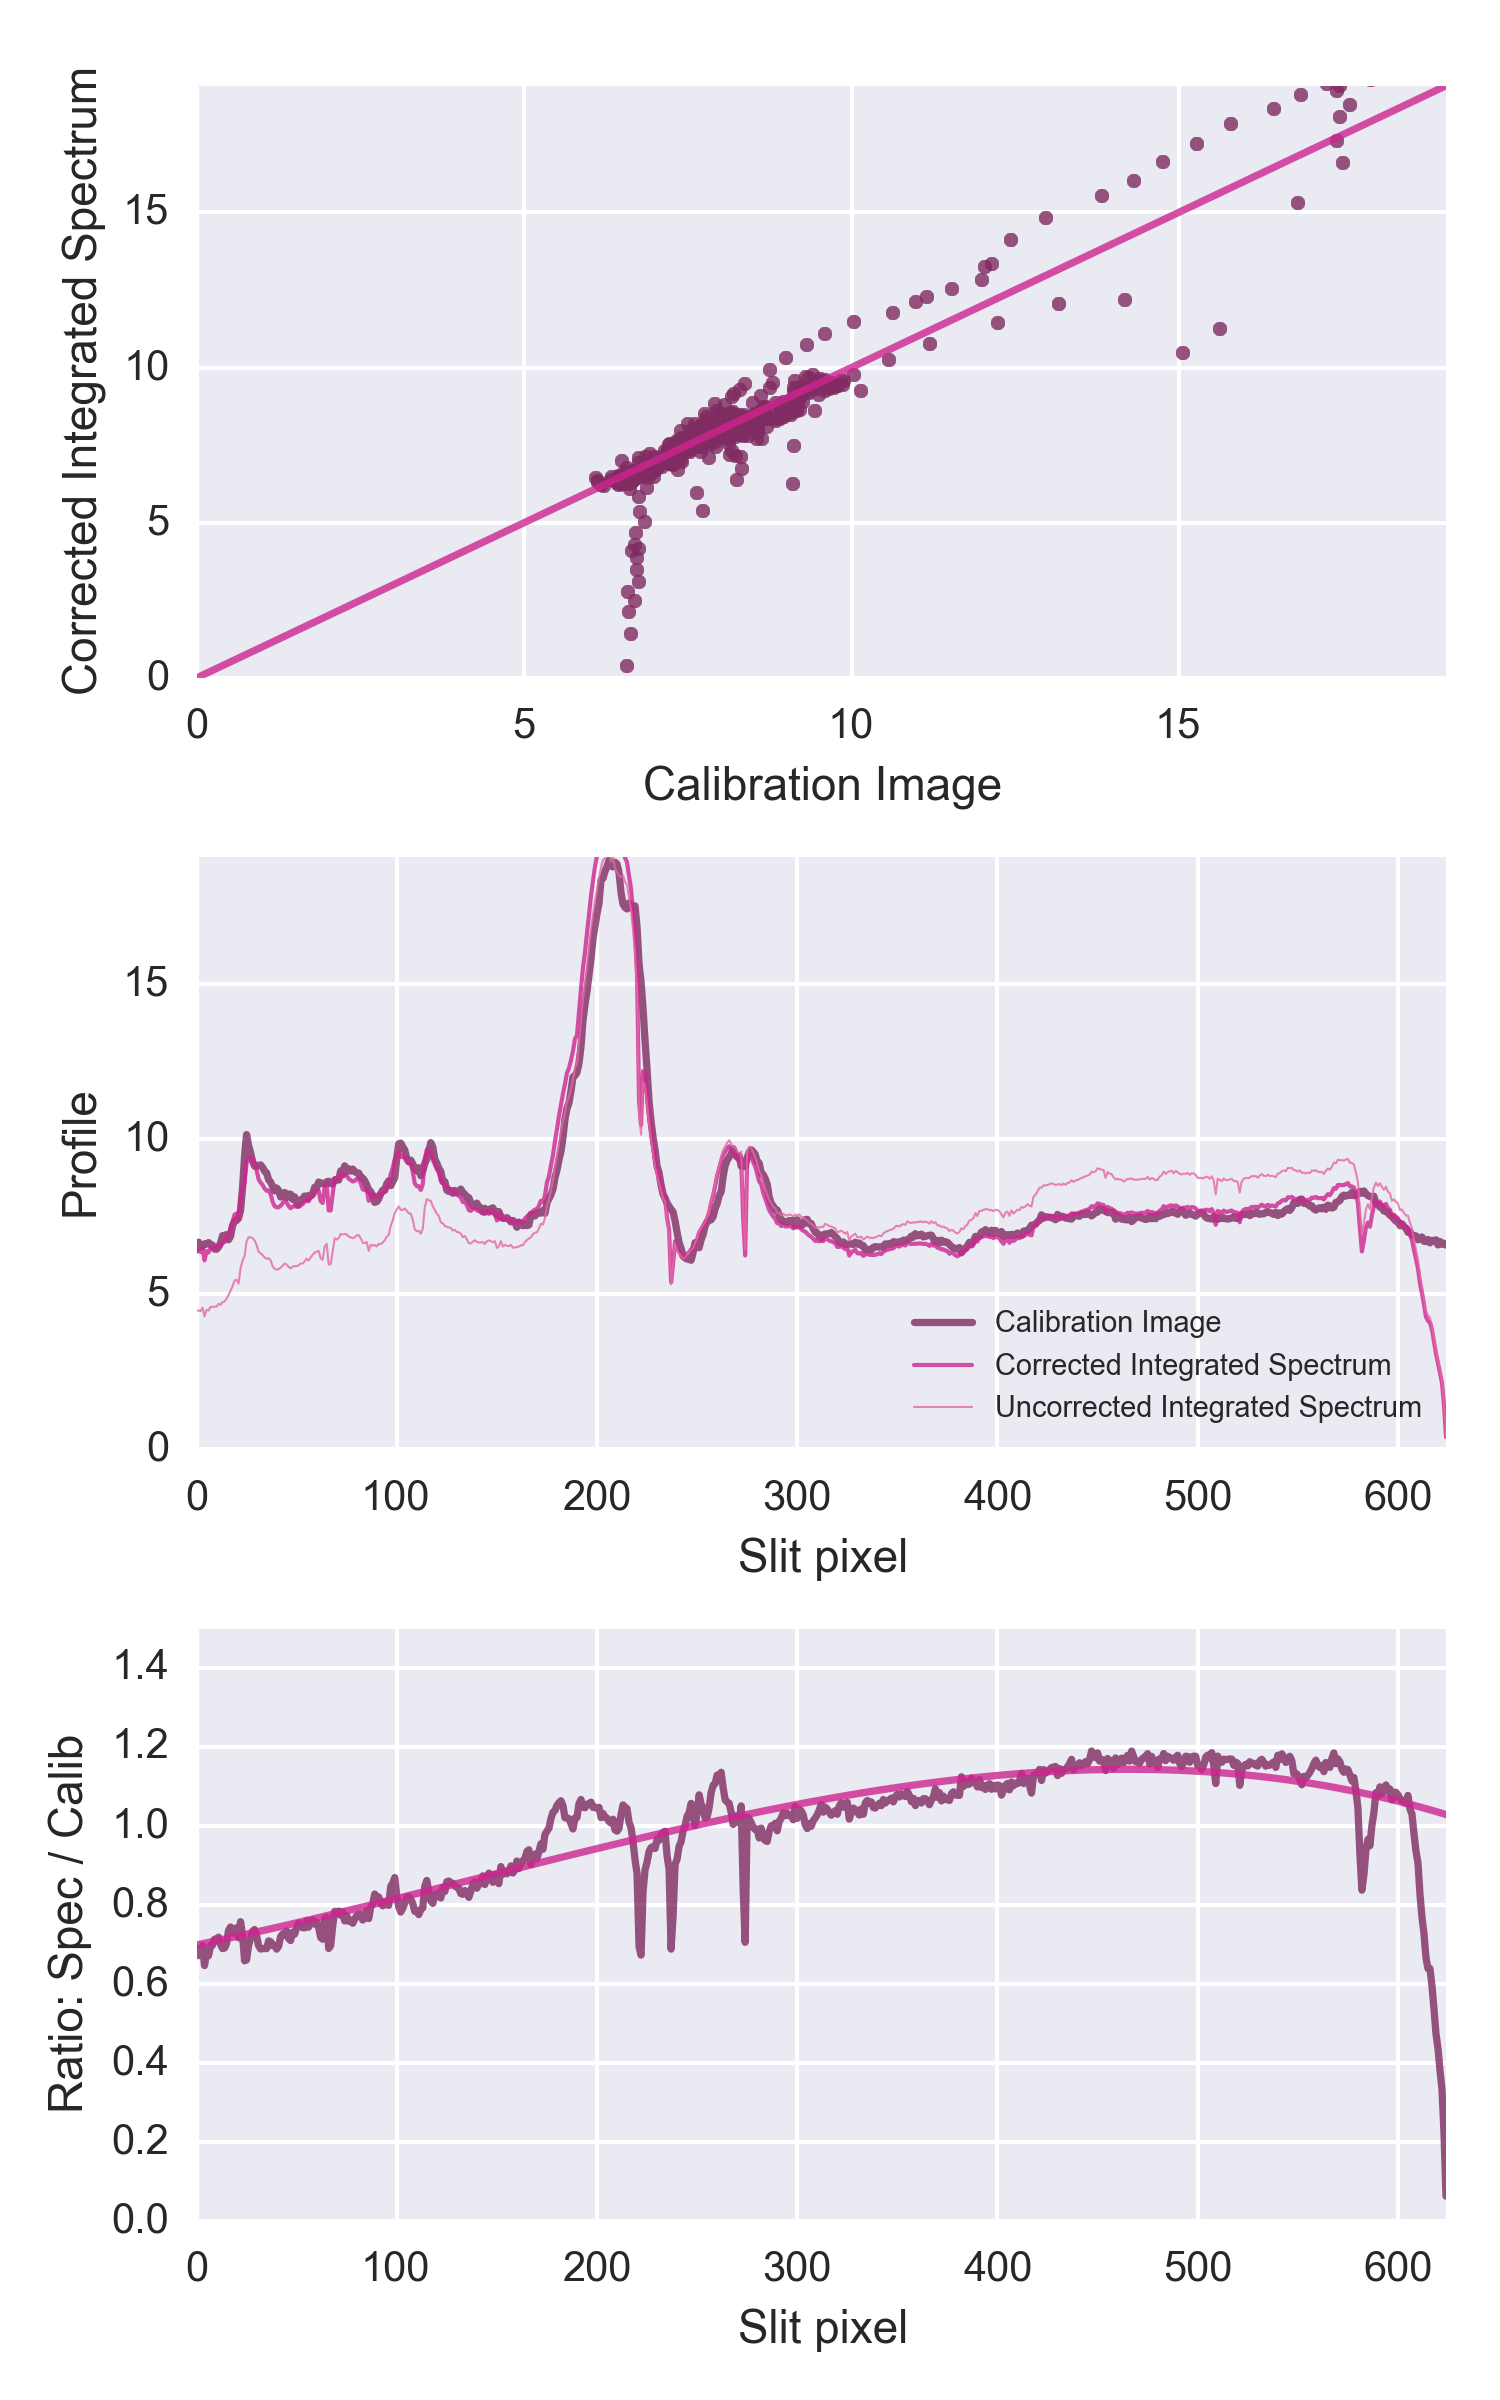 Corrected Integrated Spectrum
15
10
5
0
0 5 10 15
Calibration Image
Profile
15
10
5
0
Calibration Image
Corrected Integrated Spectrum
Uncorrected Integrated Spectrum
0 100 200 300 400 500 600
Slit pixel
Ratio: Spec / Calib
1.4
1.2
1.0
0.8
0.6
0.4
0.2
0.0
0 100 200 300 400 500 600
Slit pixel